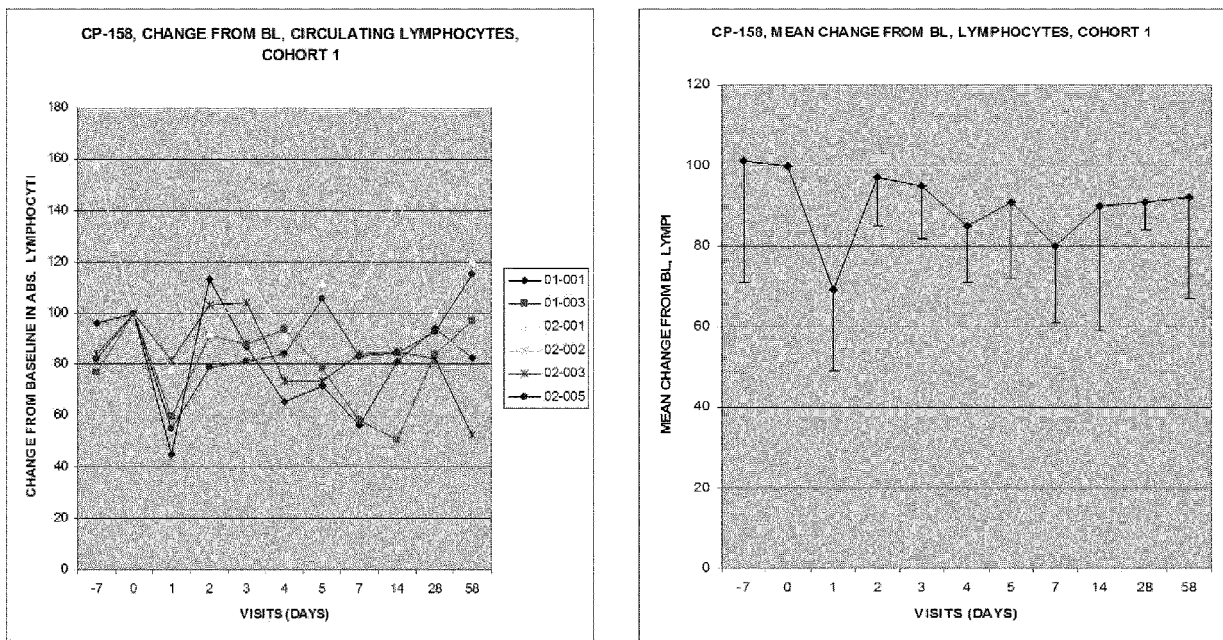 CP-158, CHANGE FROM BL, CIRCULATING LYMPHOCYTES,
COHORT 1
CHANGE FROM BASELINE IN ABS. LYMPHOCYTI
180
160
140
120
100
80
60
40
20
0
-7 0 1 2 3 4 5 7 14 28 58
VISITS (DAYS)
01-001
01-003
02-001
02-002
02-003
02-005
CP-158, MEAN CHANGE FROM BL, LYMPHOCYTES, COHORT 1
MEAN CHANGE FROM BL, LYMPI
120
100
80
60
40
20
0
-7 0 1 2 3 4 5 7 14 28 58
VISITS (DAYS)